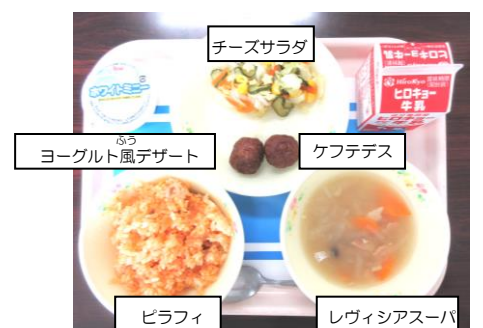 チーズサラダ
ホワイトミニー
HiroKyo
ヒロキョー
牛乳
ふう
ヨーグルト風デザート
ケフテデス
ピラフィ
レヴィシアスーパ